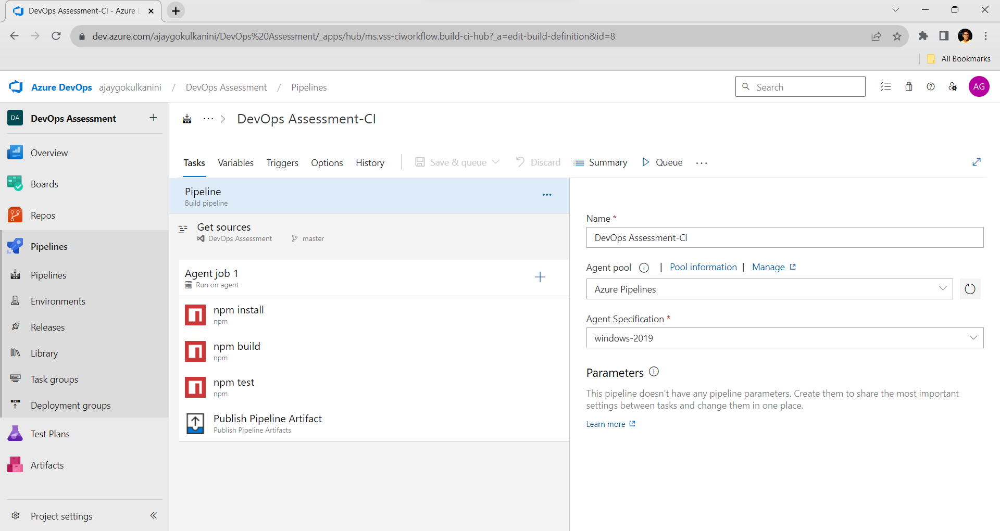 DevOps Assessment-CI - Azure D
dev.azure.com/ajaygokulkanini/DevOps%20Assessment/_apps/hub/ms.vss-ciworkflow.build-ci-hub?_a=edit-build-definition&id=8
All Bookmarks
Azure DevOps ajaygokulkanini / DevOps Assessment / Pipelines
Search
AG
DA DevOps Assessment
Overview
Boards
Repos
Pipelines
Pipelines
Environments
Releases
Library
Task groups
Deployment groups
Test Plans
Artifacts
Project settings
DevOps Assessment-CI
Tasks Variables Triggers Options History Save & queue Discard Summary Queue
Pipeline
Build pipeline
Get sources
DevOps Assessment master
Agent job 1
Run on agent
npm install
npm
npm build
npm
npm test
npm
Publish Pipeline Artifact
Publish Pipeline Artifacts
Name *
DevOps Assessment-CI
Agent pool | Pool information | Manage
Azure Pipelines
Agent Specification *
windows-2019
Parameters
This pipeline doesn't have any pipeline parameters. Create them to share the most important
settings between tasks and change them in one place.
Learn more